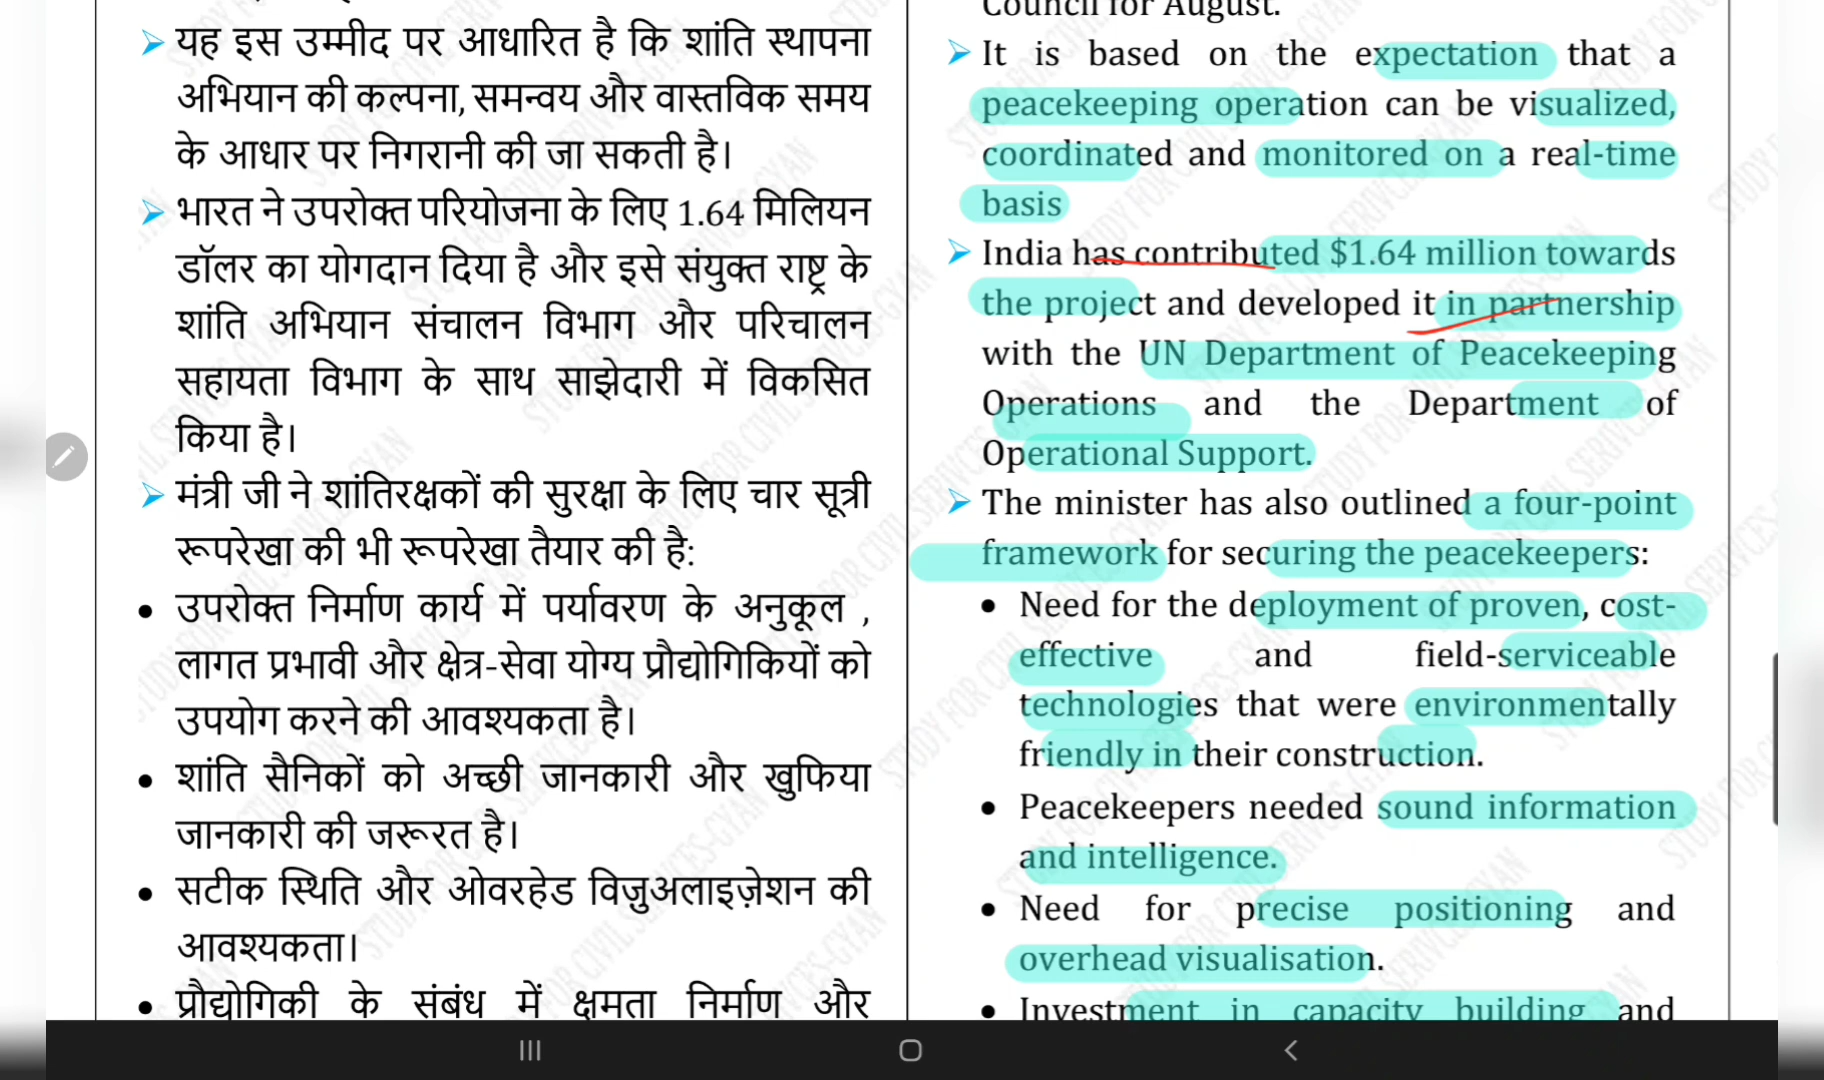 यह इस उम्मीद पर आधारित है कि शांति स्थापना
अभियान की कल्पना, समन्वय और वास्तविक समय
के आधार पर निगरानी की जा सकती है।
भारत ने उपरोक्त परियोजना के लिए 1.64 मिलियन
डॉलर का योगदान दिया है और इसे संयुक्त राष्ट्र के
शांति अभियान संचालन विभाग और परिचालन
सहायता विभाग के साथ साझेदारी में विकसित
किया है।
मंत्री जी ने शांतिरक्षकों की सुरक्षा के लिए चार सूत्री
रूपरेखा की भी रूपरेखा तैयार की है:
• उपरोक्त निर्माण कार्य में पर्यावरण के अनुकूल ,
लागत प्रभावी और क्षेत्र-सेवा योग्य प्रौद्योगिकियों को
उपयोग करने की आवश्यकता है।
• शांति सैनिकों को अच्छी जानकारी और खुफिया
जानकारी की जरूरत है।
• सटीक स्थिति और ओवरहेड विज़ुअलाइज़ेशन की
आवश्यकता।
• प्रौद्योगिकी के संबंध में क्षमता निर्माण और
Council for August.
It is based on the expectation that a
peacekeeping operation can be visualized,
coordinated and monitored on a real-time
basis
India has contributed $1.64 million towards
the project and developed it in partnership
with the UN Department of Peacekeeping
Operations and the Department of
Operational Support.
The minister has also outlined a four-point
framework for securing the peacekeepers:
• Need for the deployment of proven, cost-
effective and field-serviceable
technologies that were environmentally
friendly in their construction.
• Peacekeepers needed sound information
and intelligence.
• Need for precise positioning and
overhead visualisation.
• Investment in capacity building and